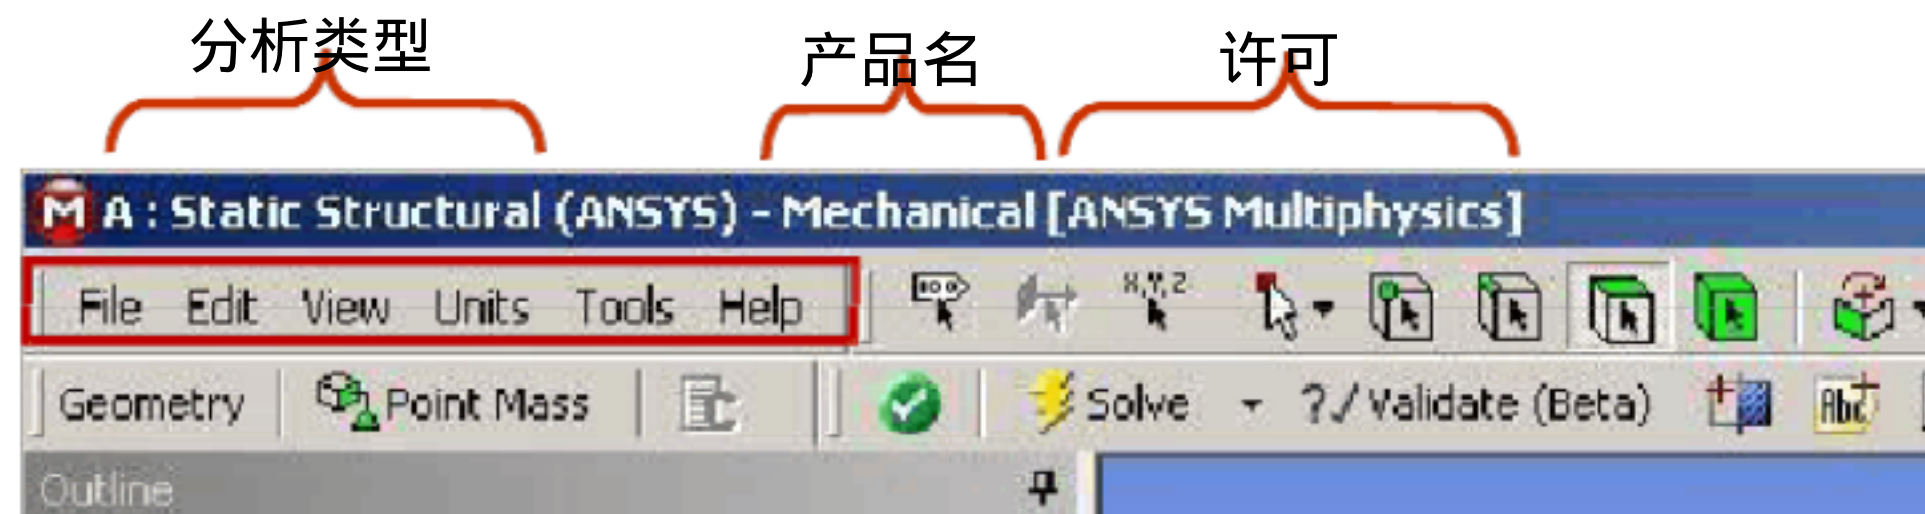 分析类型 产品名 许可
A : Static Structural (ANSYS) - Mechanical [ANSYS Multiphysics]
File Edit View Units Tools Help X,Y,Z
Geometry Point Mass Solve ?✓ Validate (Beta) Abc
Outline